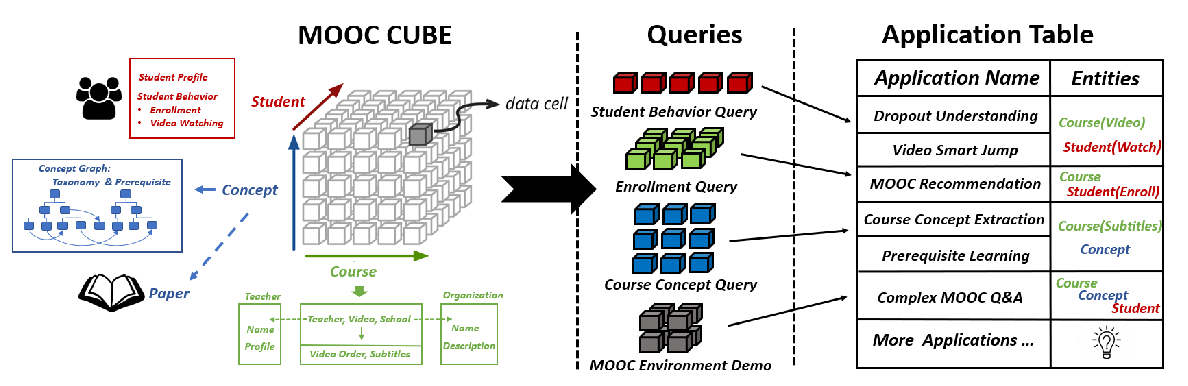 MOOC CUBE
Queries
Application Table
Student Profile
Student Behavior
• Enrollment
• Video Watching
Student
data cell
Concept Graph:
Taxonomy & Prerequisite
Concept
Paper
Course
Teacher
Name
Profile
Teacher, Video, School
Video Order, Subtitles
Organization
Name
Description
Student Behavior Query
Enrollment Query
Course Concept Query
MOOC Environment Demo
Application Name
Entities
Dropout Understanding
Video Smart Jump
Course(Video)
Student(Watch)
MOOC Recommendation
Course
Student(Enroll)
Course Concept Extraction
Prerequisite Learning
Course(Subtitles)
Concept
Complex MOOC Q&A
Course
Concept
Student
More Applications ...